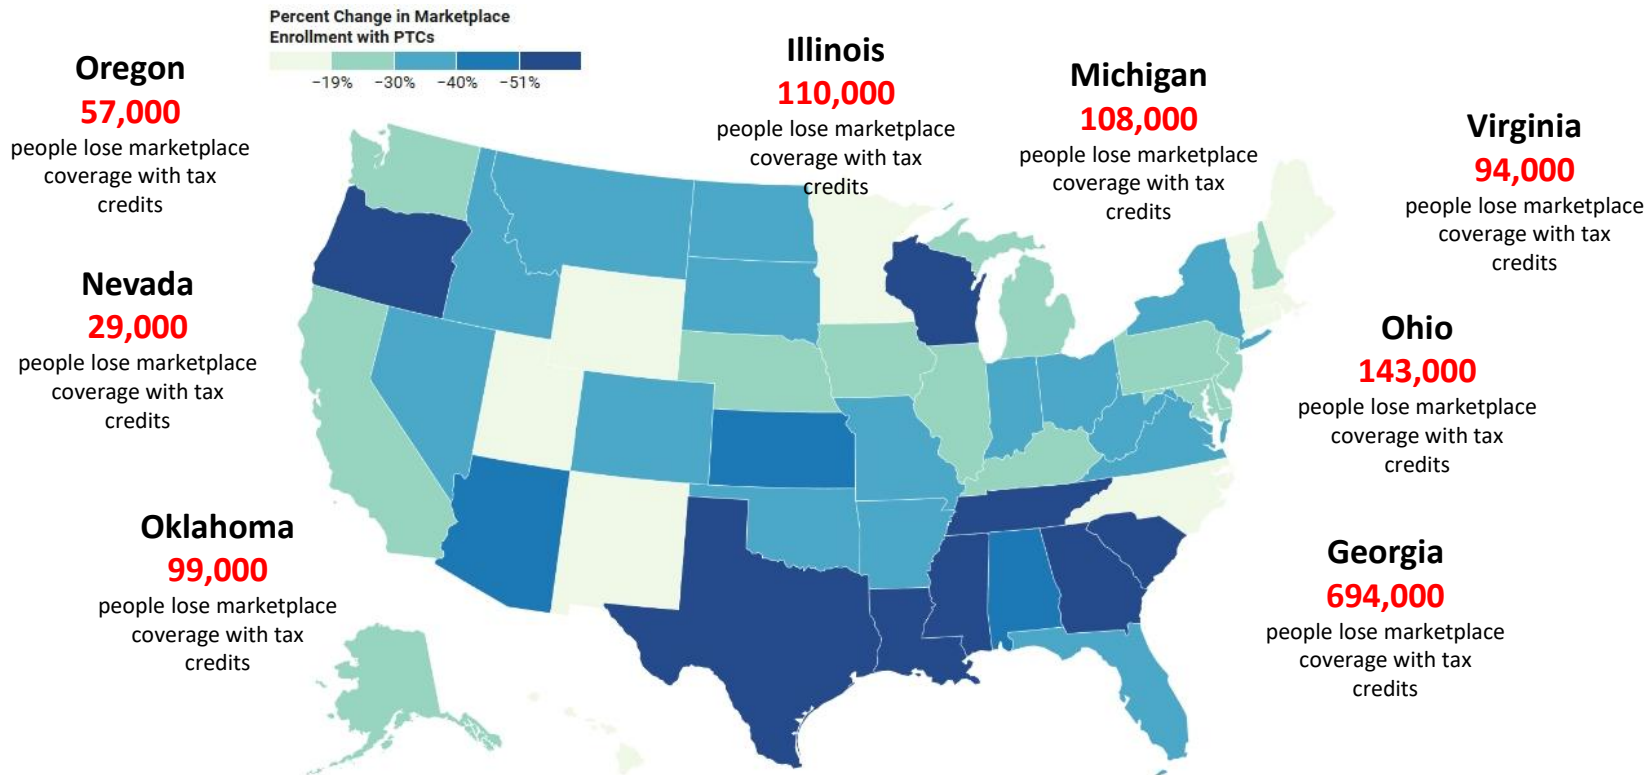 Percent Change in Marketplace
Enrollment with PTCs
−19% −30% −40% −51%
Oregon
57,000
people lose marketplace
coverage with tax
credits
Nevada
29,000
people lose marketplace
coverage with tax
credits
Oklahoma
99,000
people lose marketplace
coverage with tax
credits
Illinois
110,000
people lose marketplace
coverage with tax
credits
Michigan
108,000
people lose marketplace
coverage with tax
credits
Virginia
94,000
people lose marketplace
coverage with tax
credits
Ohio
143,000
people lose marketplace
coverage with tax
credits
Georgia
694,000
people lose marketplace
coverage with tax
credits